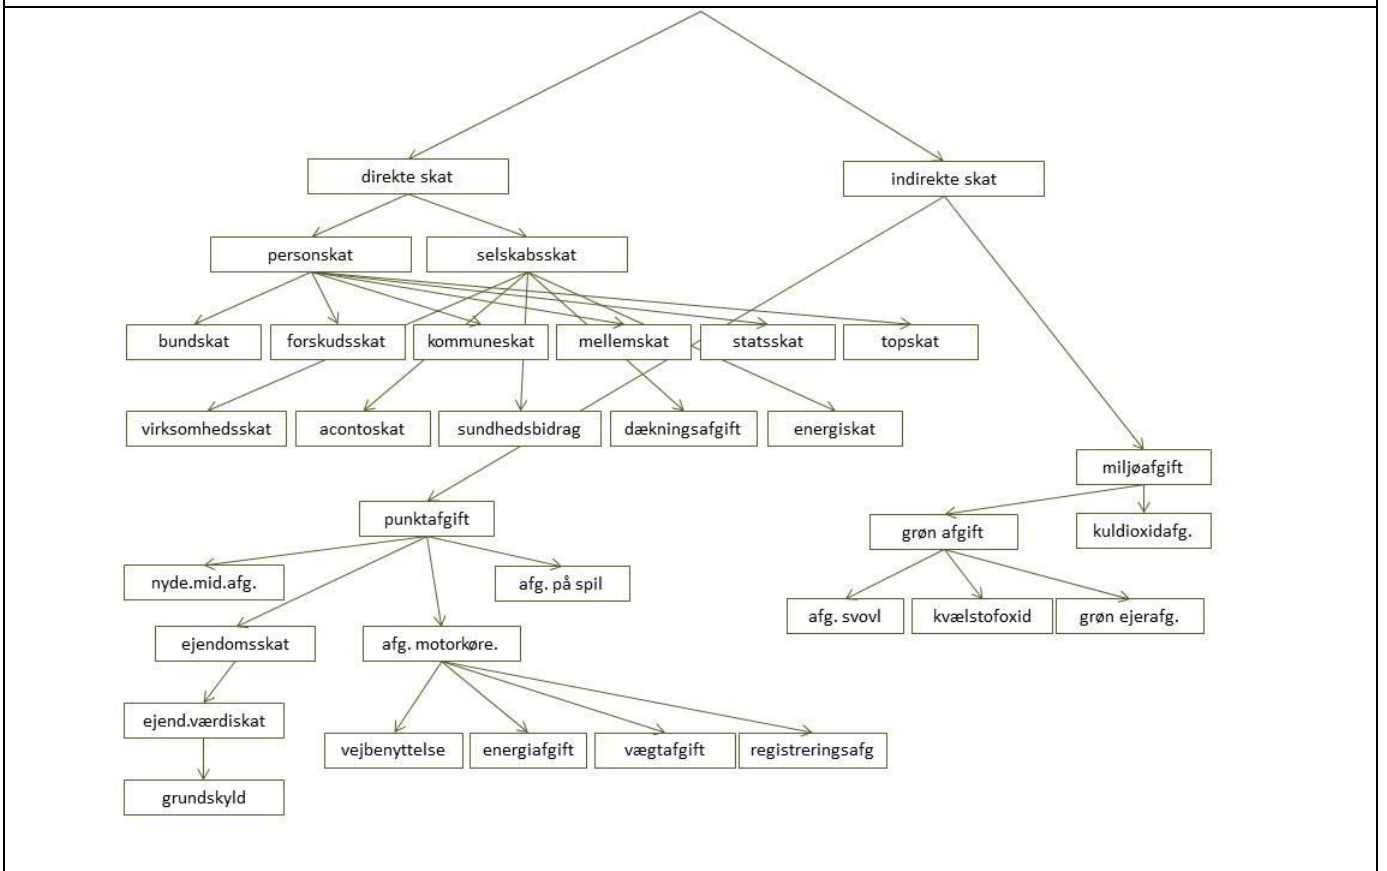 direkte skat
indirekte skat
personskat
selskabsskat
bundskat
forskudsskat
kommuneskat
mellemskat
statsskat
topskat
virksomhedsskat
acontoskat
sundhedsbidrag
dækningsafgift
energiskat
miljøafgift
punktafgift
grøn afgift
kuldioxidafg.
nyde.mid.afg.
afg. på spil
afg. svovl
kvælstofoxid
grøn ejerafg.
ejendomsskat
afg. motorkøre.
ejend.værdiskat
vejbenyttelse
energiafgift
vægtafgift
registreringsafg
grundskyld